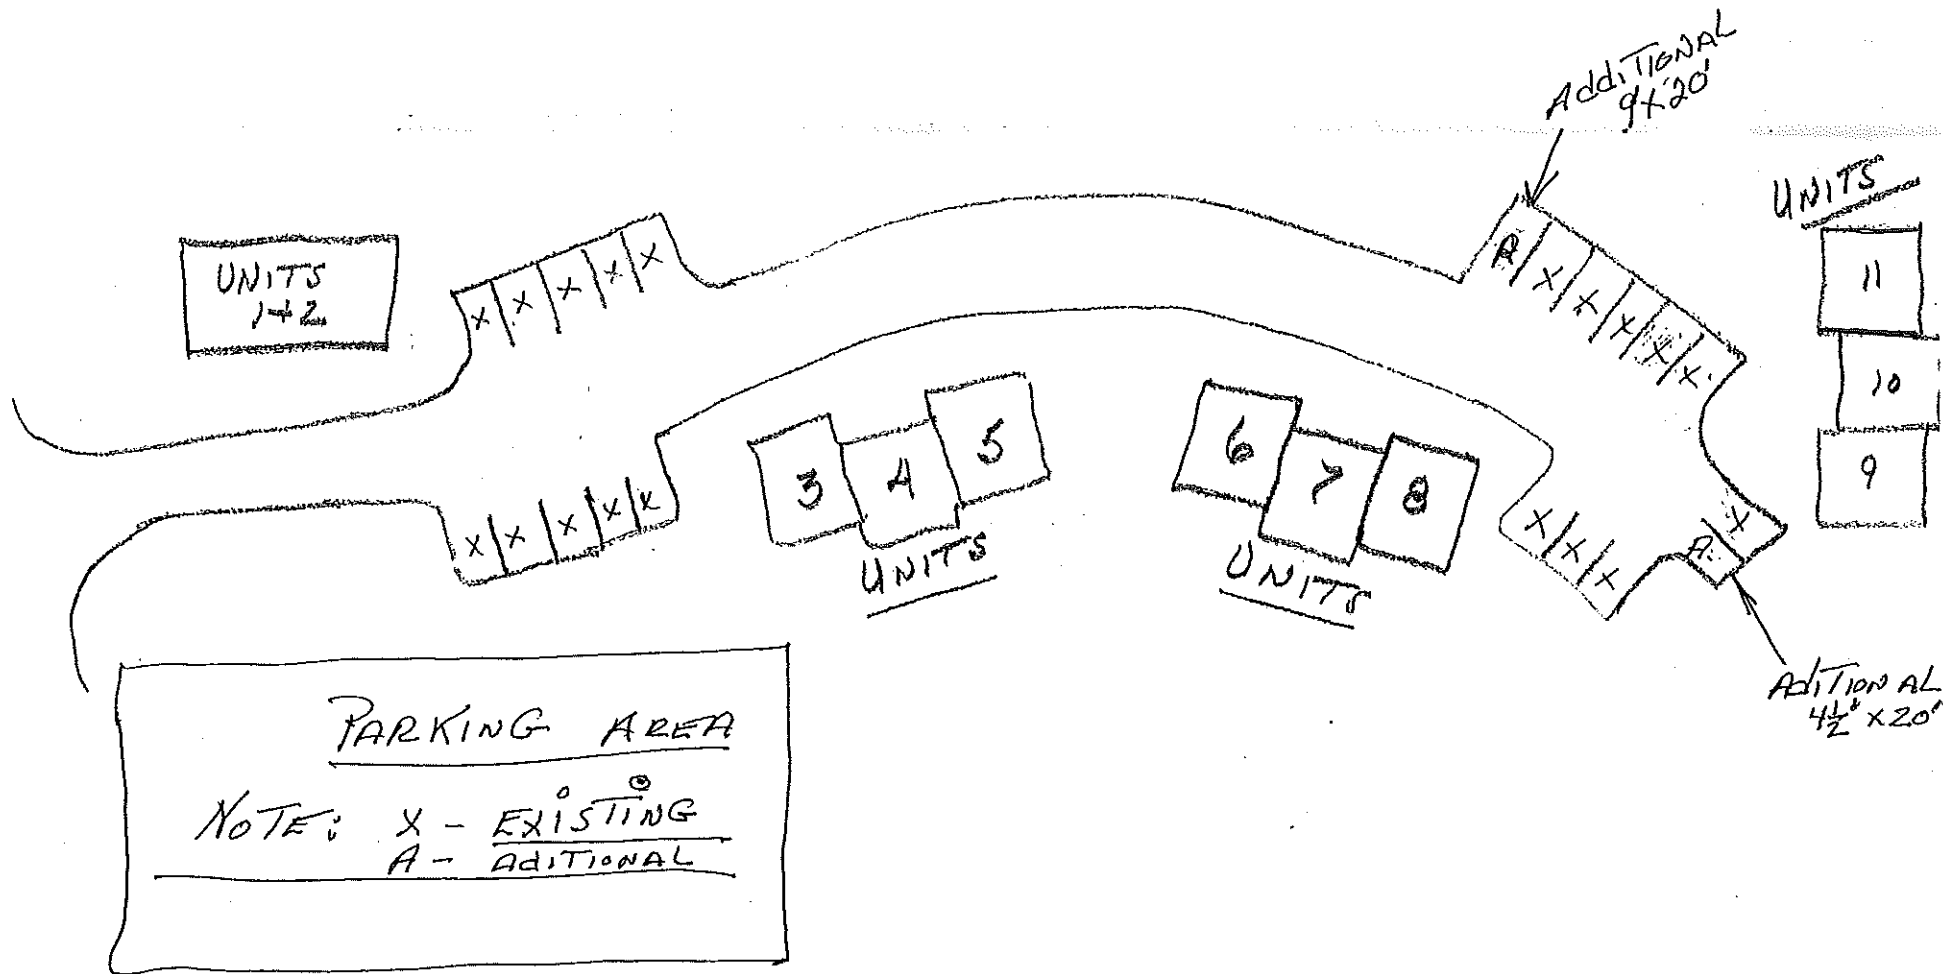 AddITIONAL
9x20'
UNITS
11
10
9
UNITS
1+2
X X X X X
A X X X X X
3 4 5
UNITS
6 7 8
UNITS
X X X X X
X X X
A X
AdITIONAL
4½' x 20'
PARKING AREA
NOTE: X - EXISTING
A - AdITIONAL